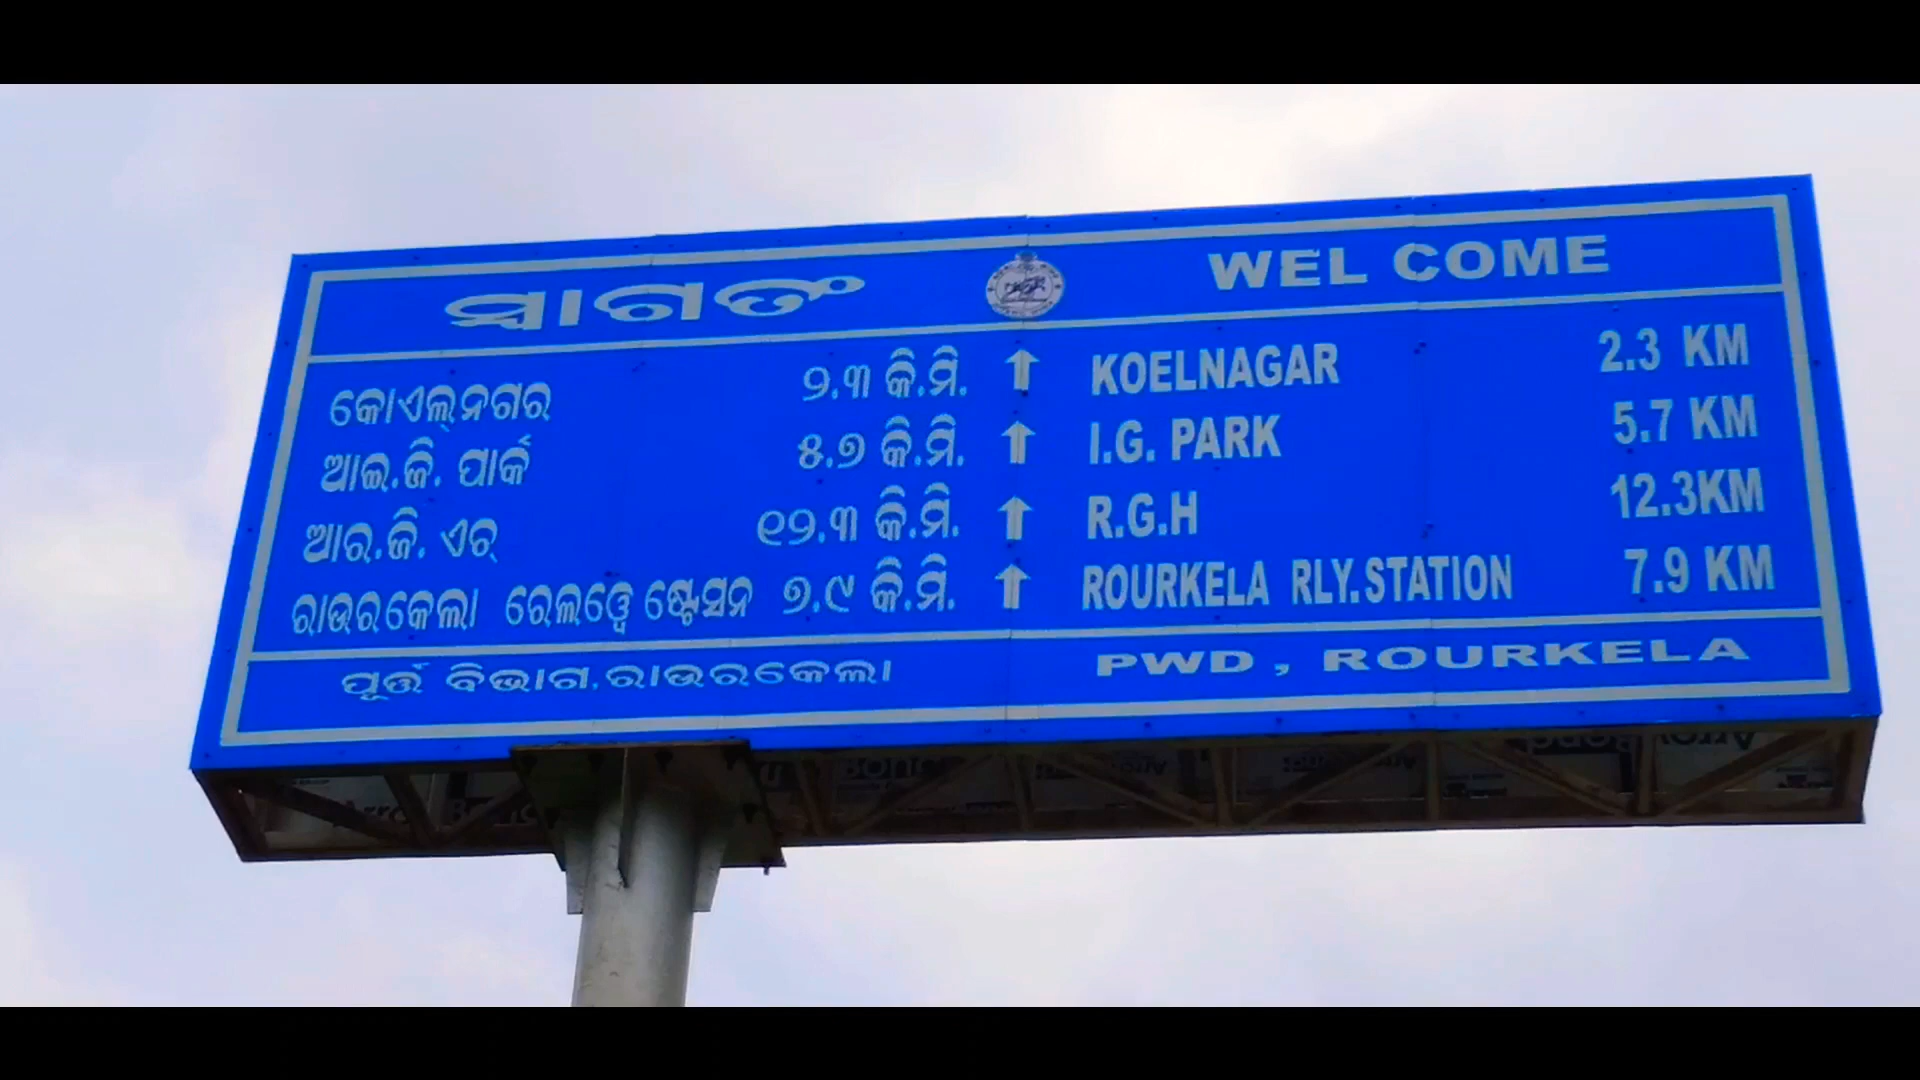 ସ୍ୱାଗତଂ WEL COME
କୋଏଲ୍‌ନଗର ୨.୩ କି.ମି. ↑ KOELNAGAR 2.3 KM
ଆଇ.ଜି. ପାର୍କ ୫.୭ କି.ମି. ↑ I.G. PARK 5.7 KM
ଆର.ଜି. ଏଚ୍ ୧୨.୩ କି.ମି. ↑ R.G.H 12.3KM
ରାଉରକେଲା ରେଲୱେ ଷ୍ଟେସନ ୭.୯ କି.ମି. ↑ ROURKELA RLY.STATION 7.9 KM
ପୂର୍ତ୍ତ ବିଭାଗ,ରାଉରକେଲା PWD , ROURKELA